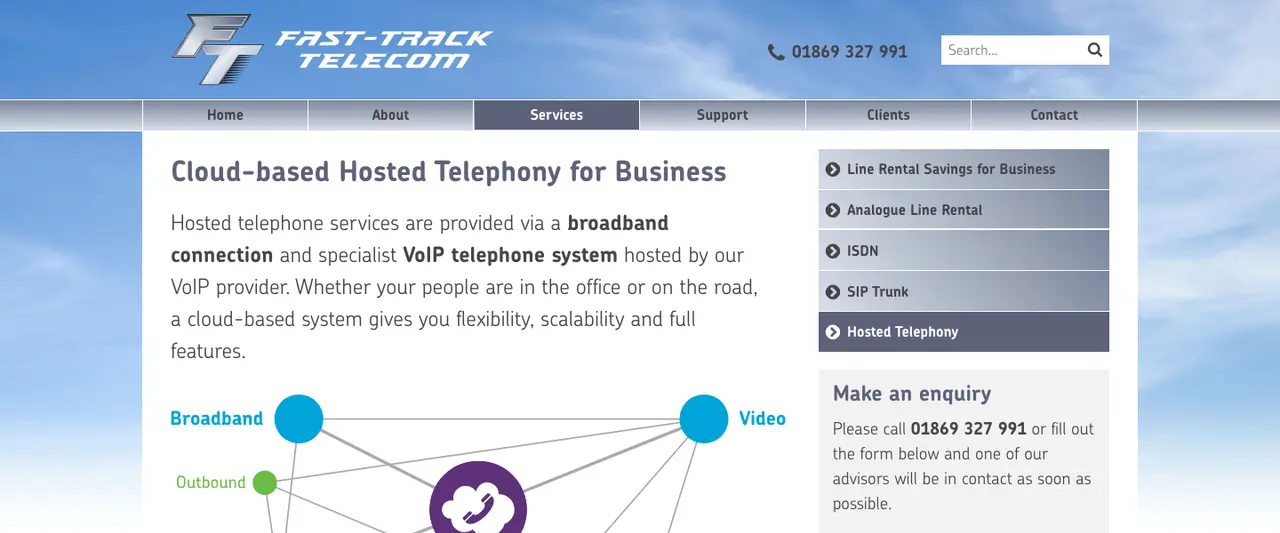 FT
FAST-TRACK
TELECOM
01869 327 991
Search...
Home
About
Services
Support
Clients
Contact
Cloud-based Hosted Telephony for Business
Hosted telephone services are provided via a broadband
connection and specialist VoIP telephone system hosted by our
VoIP provider. Whether your people are in the office or on the road,
a cloud-based system gives you flexibility, scalability and full
features.
Broadband
Video
Outbound
Line Rental Savings for Business
Analogue Line Rental
ISDN
SIP Trunk
Hosted Telephony
Make an enquiry
Please call 01869 327 991 or fill out
the form below and one of our
advisors will be in contact as soon as
possible.